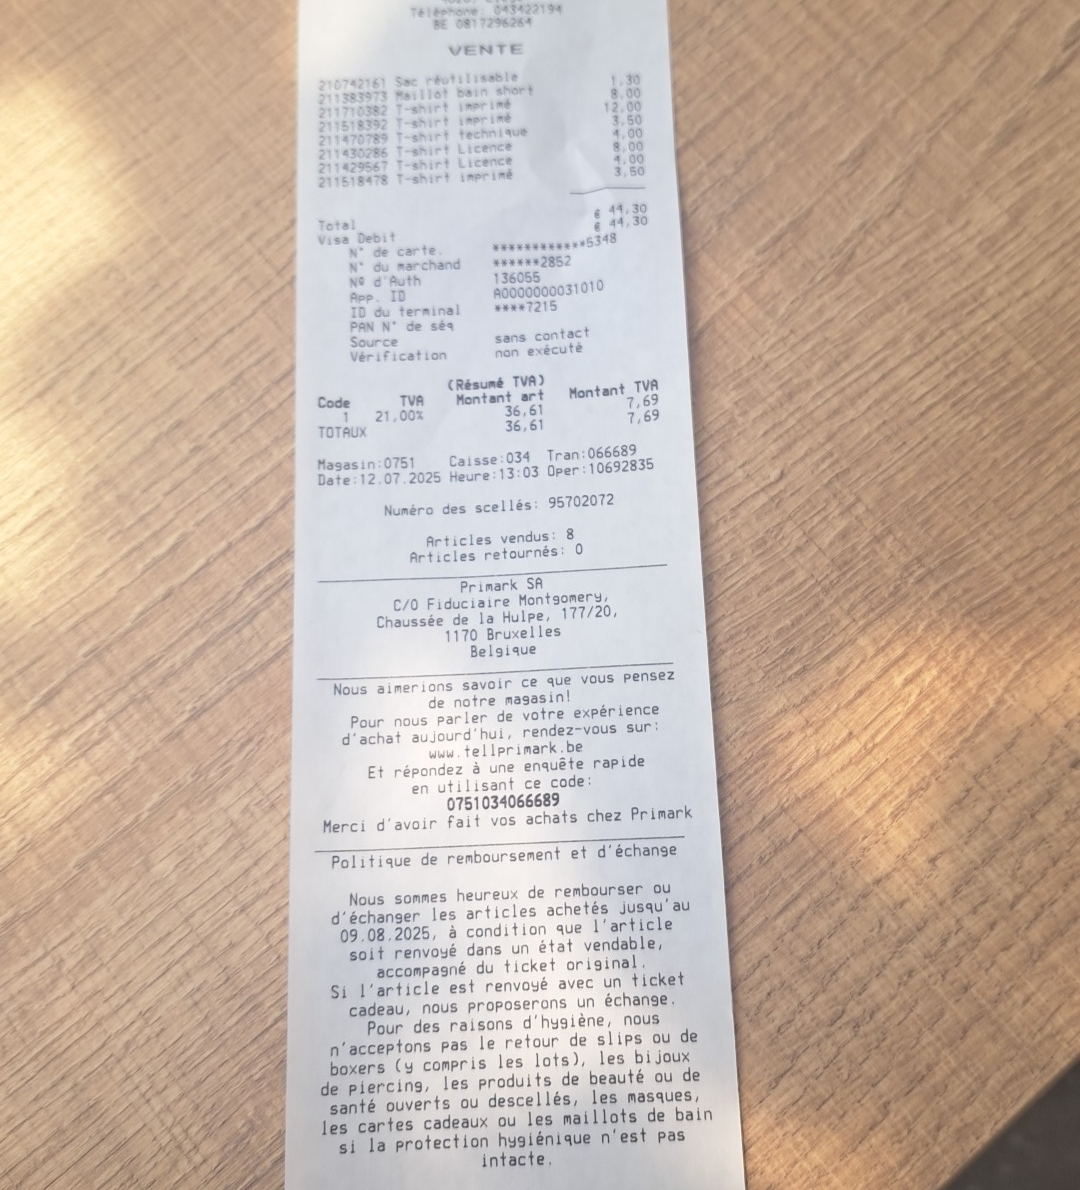 Téléphone: 043422194
BE 0817296264
VENTE
210742161 Sac réutilisable 1,30
211383973 Maillot bain short 8,00
211710382 T-shirt imprimé 12,00
211518392 T-shirt imprimé 3,50
211470789 T-shirt technique 4,00
211430286 T-shirt Licence 8,00
211429567 T-shirt Licence 4,00
211518478 T-shirt imprimé 3,50
Total € 44,30
Visa Debit € 44,30
N° de carte. ************5348
N° du marchand ******2852
Nº d'Auth 136055
App. ID A0000000031010
ID du terminal ****7215
PAN N° de séq
Source sans contact
Vérification non exécuté
(Résumé TVA)
Code TVA Montant art Montant TVA
1 21,00% 36,61 7,69
TOTAUX 36,61 7,69
Magasin:0751 Caisse:034 Tran:066689
Date:12.07.2025 Heure:13:03 Oper:10692835
Numéro des scellés: 95702072
Articles vendus: 8
Articles retournés: 0
Primark SA
C/O Fiduciaire Montgomery,
Chaussée de la Hulpe, 177/20,
1170 Bruxelles
Belgique
Nous aimerions savoir ce que vous pensez
de notre magasin!
Pour nous parler de votre expérience
d'achat aujourd'hui, rendez-vous sur:
www.tellprimark.be
Et répondez à une enquête rapide
en utilisant ce code:
0751034066689
Merci d'avoir fait vos achats chez Primark
Politique de remboursement et d'échange
Nous sommes heureux de rembourser ou
d'échanger les articles achetés jusqu'au
09.08.2025, à condition que l'article
soit renvoyé dans un état vendable,
accompagné du ticket original.
Si l'article est renvoyé avec un ticket
cadeau, nous proposerons un échange.
Pour des raisons d'hygiène, nous
n'acceptons pas le retour de slips ou de
boxers (y compris les lots), les bijoux
de piercing, les produits de beauté ou de
santé ouverts ou descellés, les masques,
les cartes cadeaux ou les maillots de bain
si la protection hygiénique n'est pas
intacte.